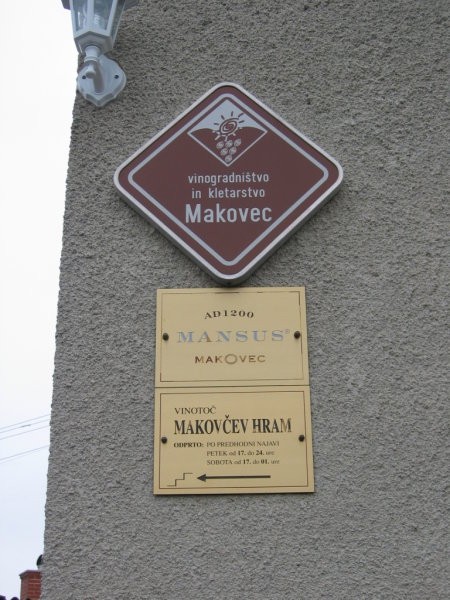 vinogradništvo
in kletarstvo
Makovec
AD1200
MANSUS®
MAKOVEC
VINOTOČ
MAKOVČEV HRAM
ODPRTO: PO PREDHODNI NAJAVI
PETEK od 17. do 24. ure
SOBOTA od 17. do 01. ure